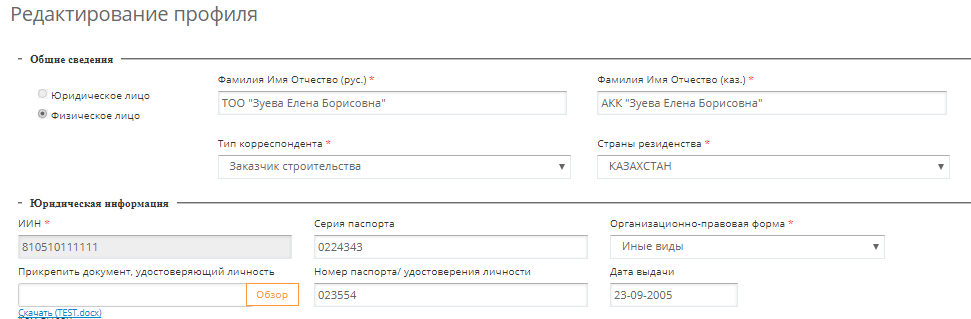 Редактирование профиля
Общие сведения
Фамилия Имя Отчество (рус.) *
Фамилия Имя Отчество (каз.) *
Юридическое лицо
ТОО "Зуева Елена Борисовна"
АКК "Зуева Елена Борисовна"
Физическое лицо
Тип корреспондента *
Страны резиденства *
Заказчик строительства
КАЗАХСТАН
Юридическая информация
ИИН *
Серия паспорта
Организационно-правовая форма *
810510111111
0224343
Иные виды
Прикрепить документ, удостоверяющий личность
Номер паспорта/ удостоверения личности
Дата выдачи
Обзор
023554
23-09-2005
Скачать (TEST.docx)